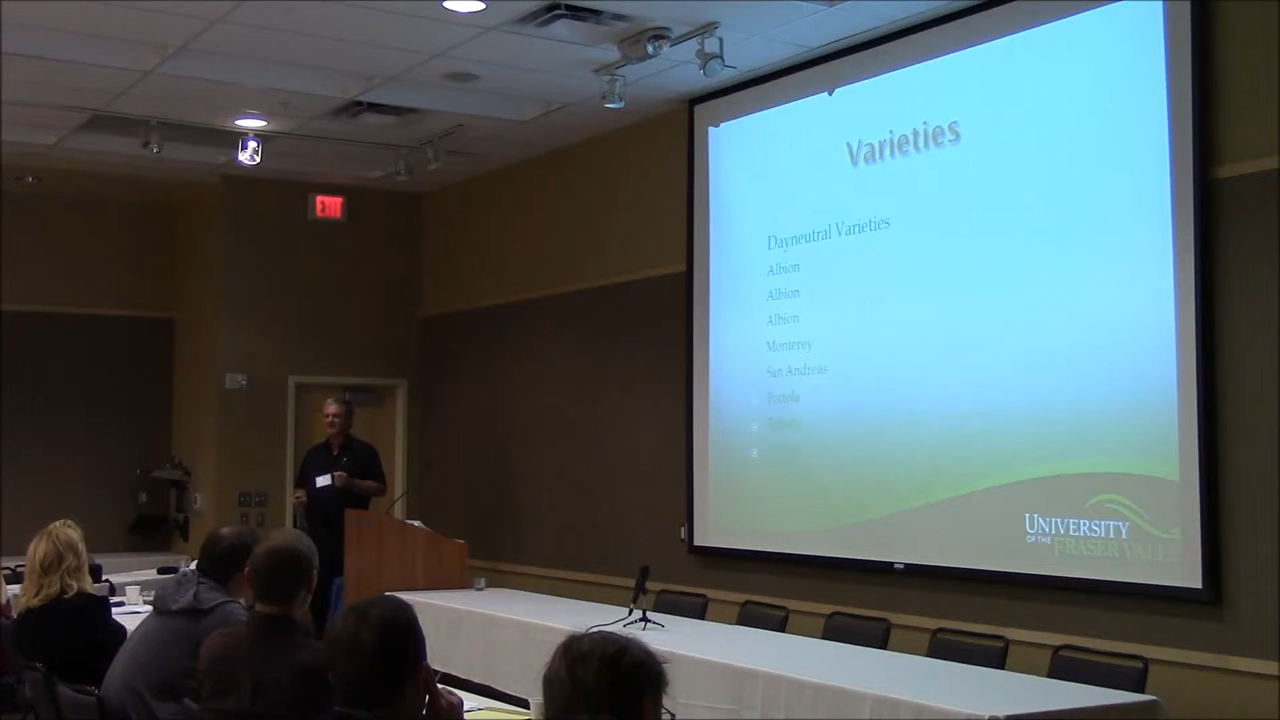 EXIT
Varieties
Dayneutral Varieties
Albion
Albion
Albion
Monterey
San Andreas
Portola
UNIVERSITY
OF THE FRASER VALLEY